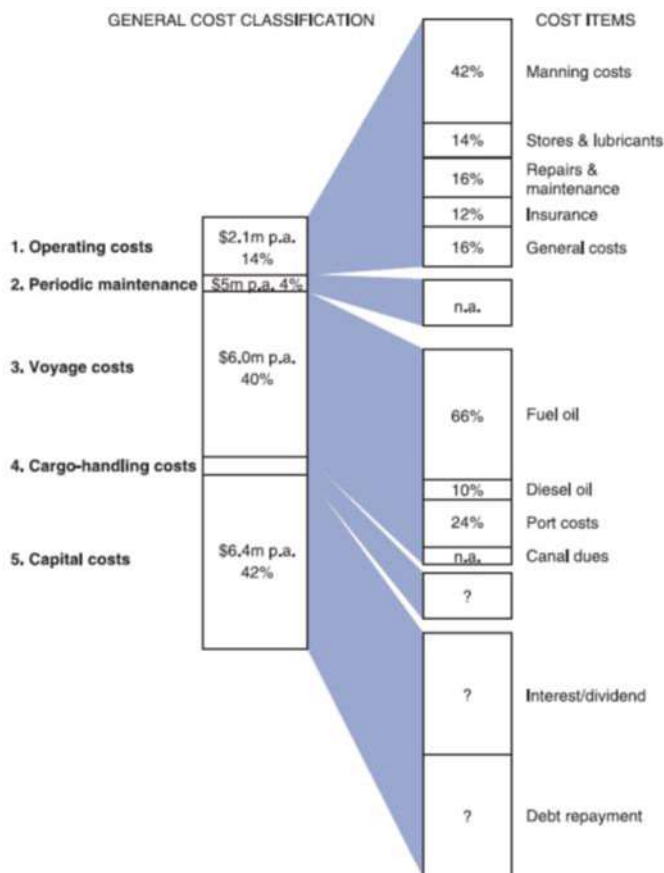 GENERAL COST CLASSIFICATION
COST ITEMS
1. Operating costs
$2.1m p.a.
14%
2. Periodic maintenance
$5m p.a. 4%
3. Voyage costs
$6.0m p.a.
40%
4. Cargo-handling costs
5. Capital costs
$6.4m p.a.
42%
42%
Manning costs
14%
Stores & lubricants
16%
Repairs &
maintenance
12%
Insurance
16%
General costs
n.a.
66%
Fuel oil
10%
Diesel oil
24%
Port costs
n.a.
Canal dues
?
?
Interest/dividend
?
Debt repayment